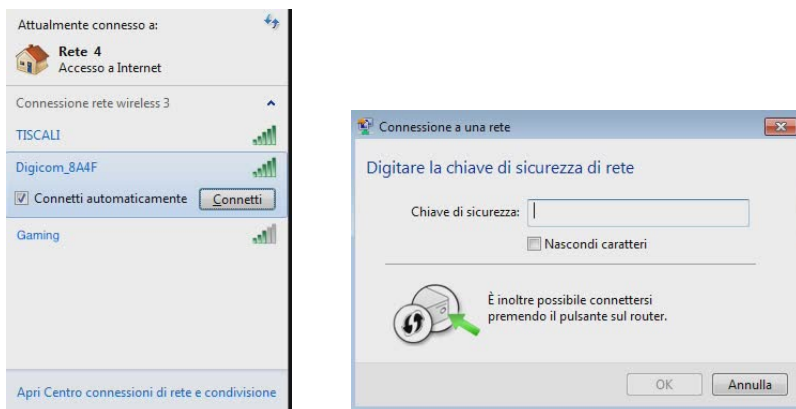 Attualmente connesso a:
Rete 4
Accesso a Internet
Connessione rete wireless 3
TISCALI
Digicom_8A4F
Connetti automaticamente
Connetti
Gaming
Apri Centro connessioni di rete e condivisione
Connessione a una rete
Digitare la chiave di sicurezza di rete
Chiave di sicurezza:
Nascondi caratteri
È inoltre possibile connettersi
premendo il pulsante sul router.
OK
Annulla